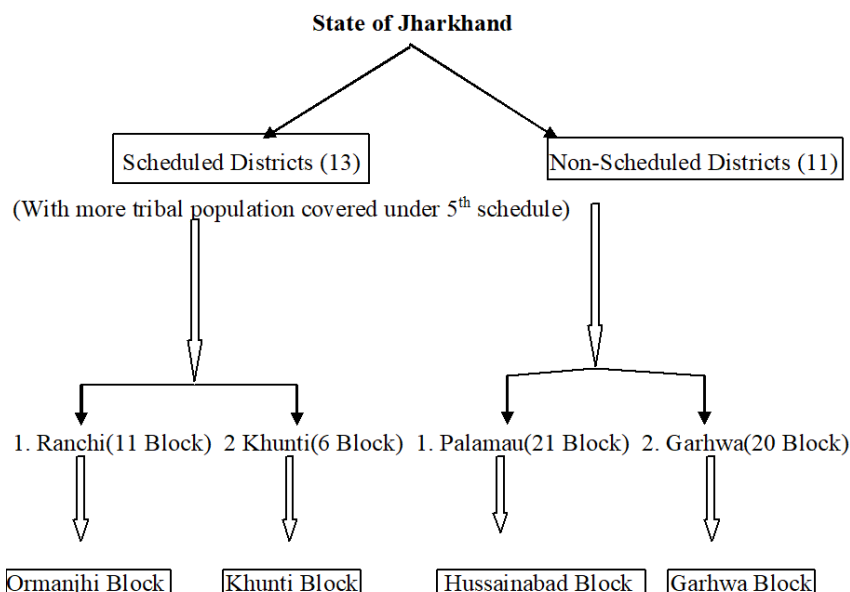 State of Jharkhand
Scheduled Districts (13)
Non-Scheduled Districts (11)
(With more tribal population covered under 5th schedule)
1. Ranchi(11 Block) 2 Khunti(6 Block) 1. Palamau(21 Block) 2. Garhwa(20 Block)
Ormanjhi Block
Khunti Block
Hussainabad Block
Garhwa Block